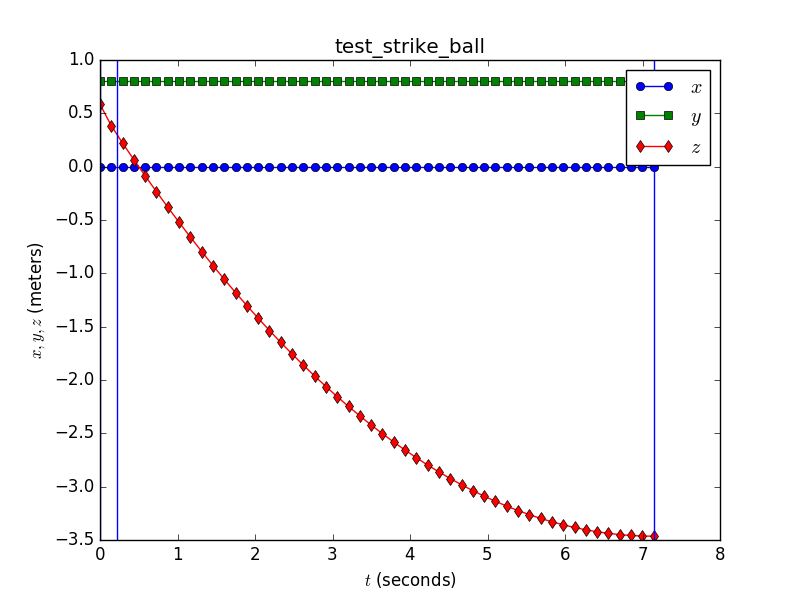 test_strike_ball
1.0
0.5
0.0
−0.5
−1.0
−1.5
−2.0
−2.5
−3.0
−3.5
x, y, z (meters)
x
y
z
0 1 2 3 4 5 6 7 8
t (seconds)